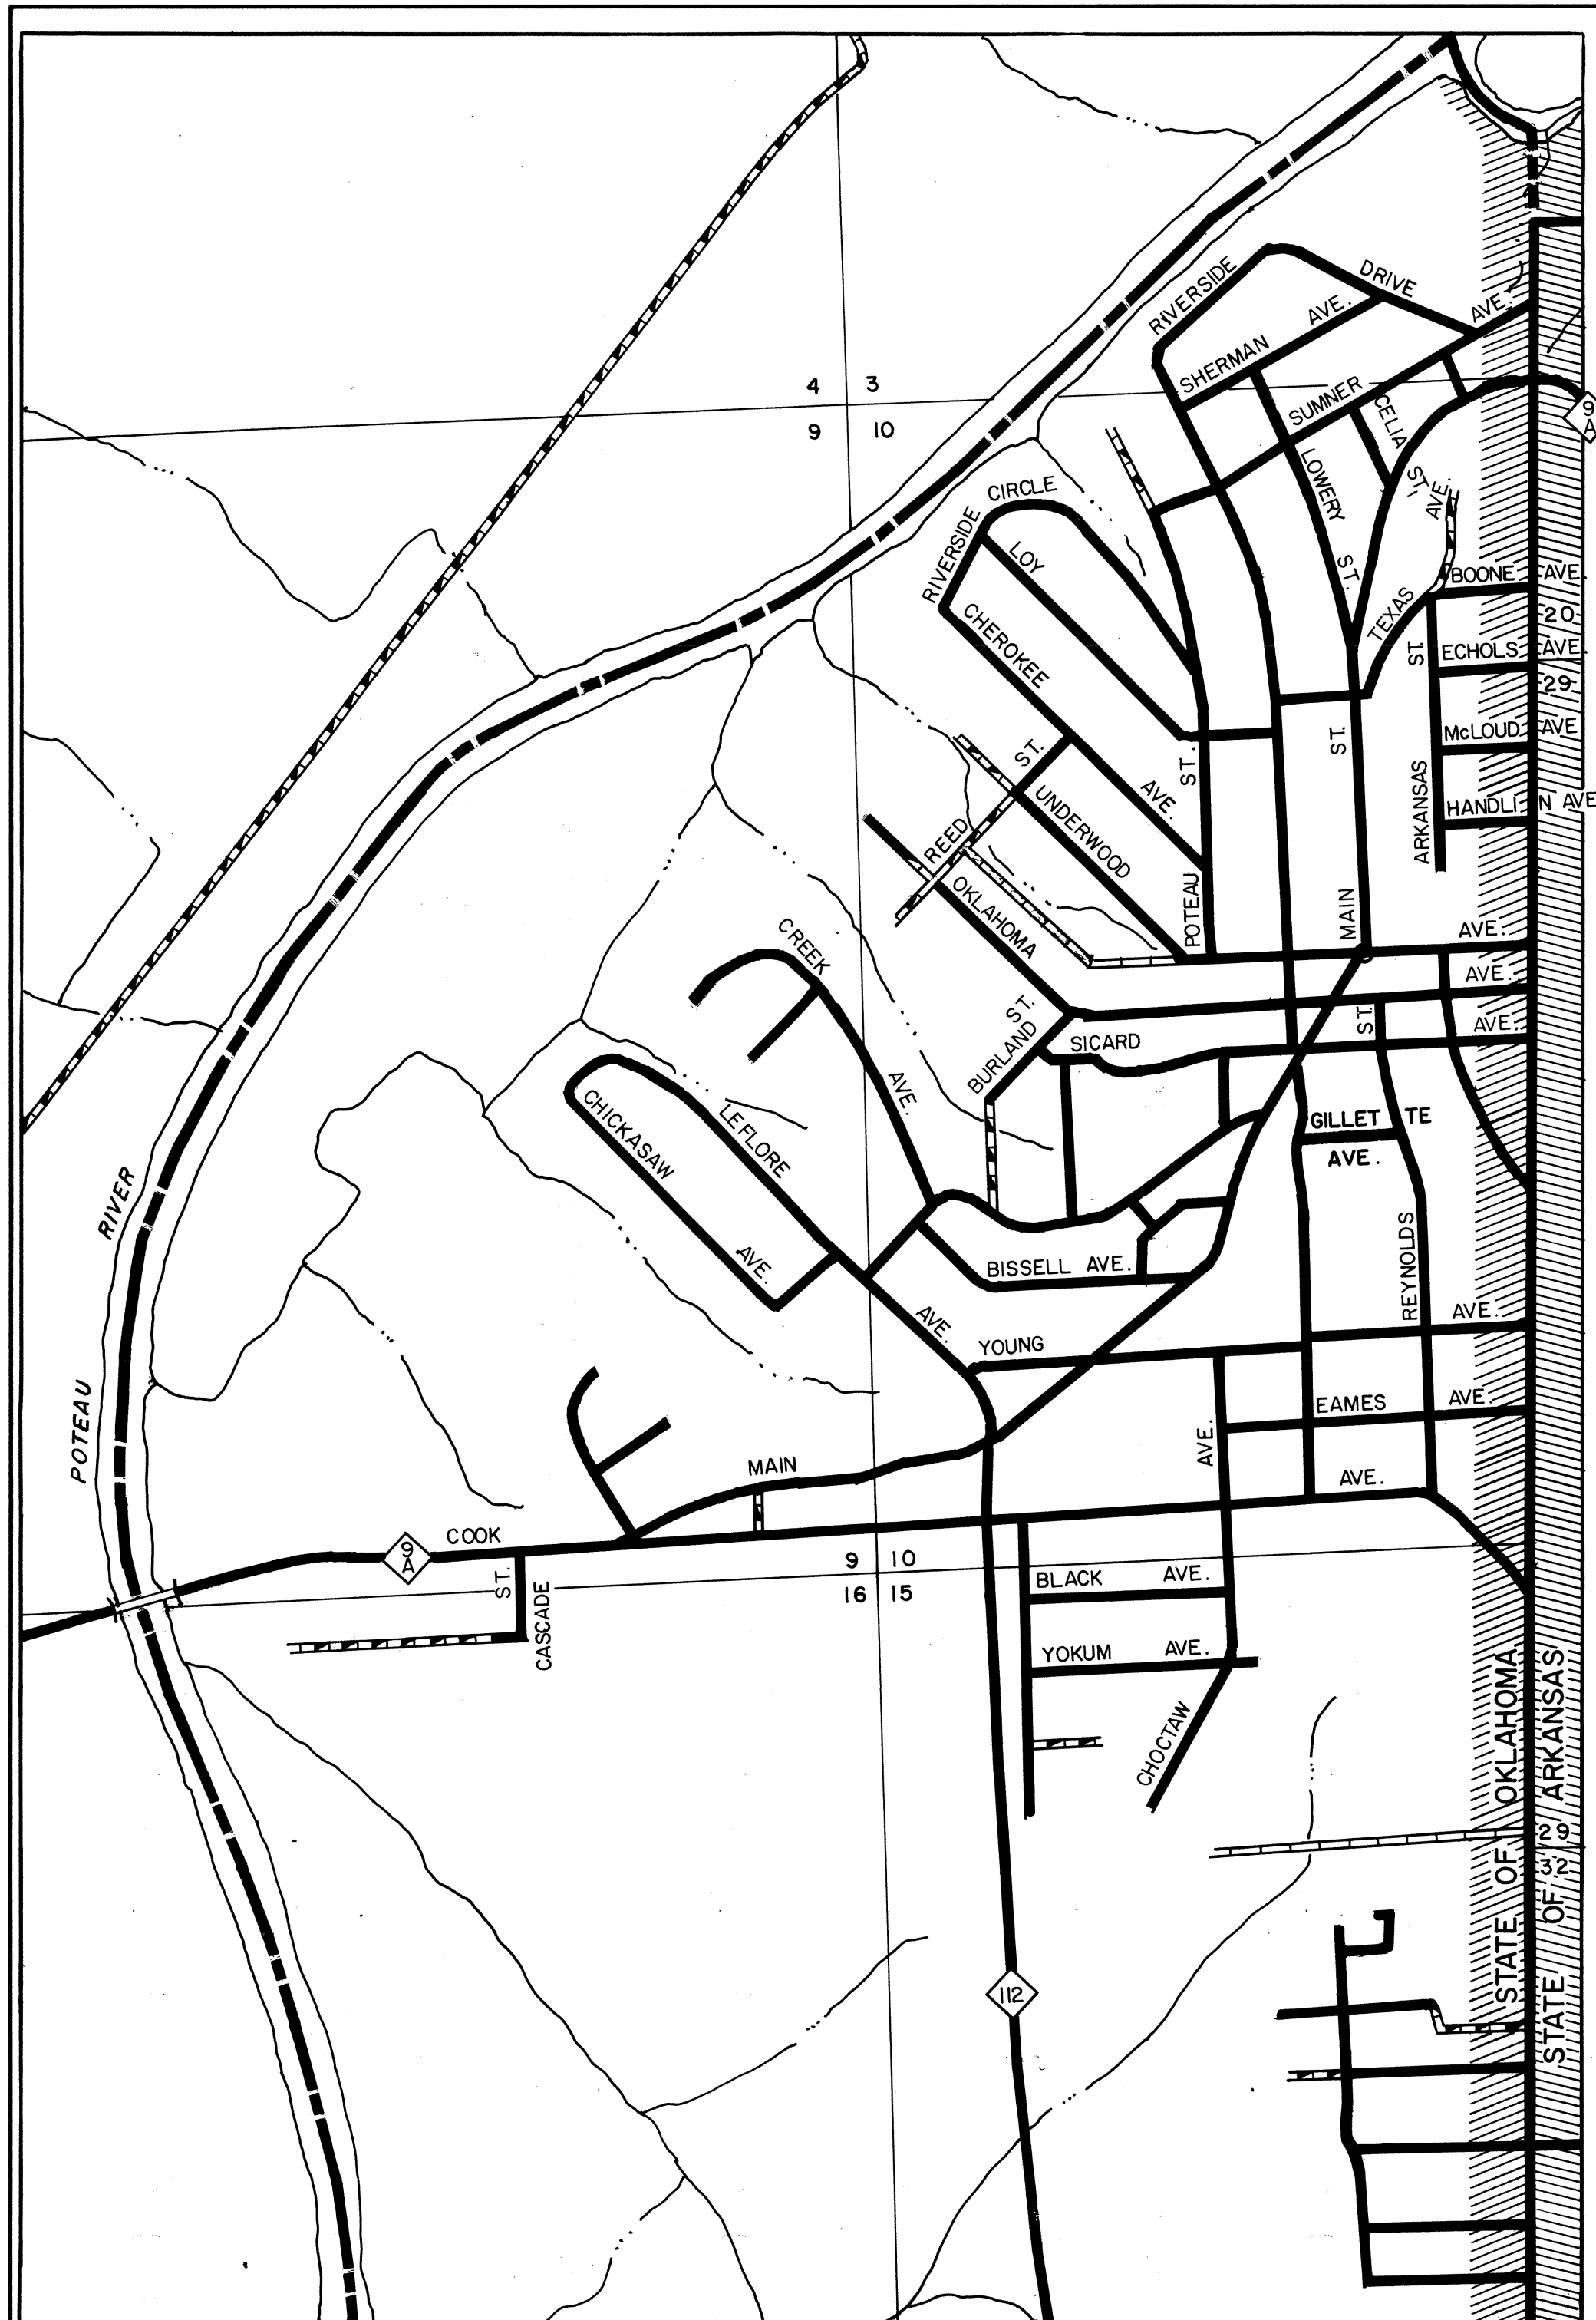 RIVERSIDE
DRIVE
SHERMAN
AVE.
AVE.
4 3
9 10
SUMNER
CELIA
ST.
9
A
LOWERY
ST.
AVE.
CIRCLE
RIVERSIDE
LOY
BOONE AVE.
CHEROKEE
TEXAS
20
ST.
ECHOLS AVE.
29
ST.
ST.
McLOUD AVE
ST.
AVE.
UNDERWOOD
ARKANSAS
HANDLIN AVE
REED
OKLAHOMA
POTEAU
MAIN
AVE.
CREEK
AVE.
ST.
ST.
AVE.
BURLAND
SICARD
AVE.
CHICKASAW
LEFLORE
GILLETTE
AVE.
RIVER
REYNOLDS
AVE.
BISSELL AVE.
AVE.
YOUNG
AVE.
POTEAU
EAMES
AVE.
AVE.
MAIN
AVE.
COOK
9
A
9 10
16 15
ST.
CASCADE
BLACK AVE.
YOKUM AVE.
CHOCTAW
STATE OF OKLAHOMA
STATE OF ARKANSAS
29
32
112